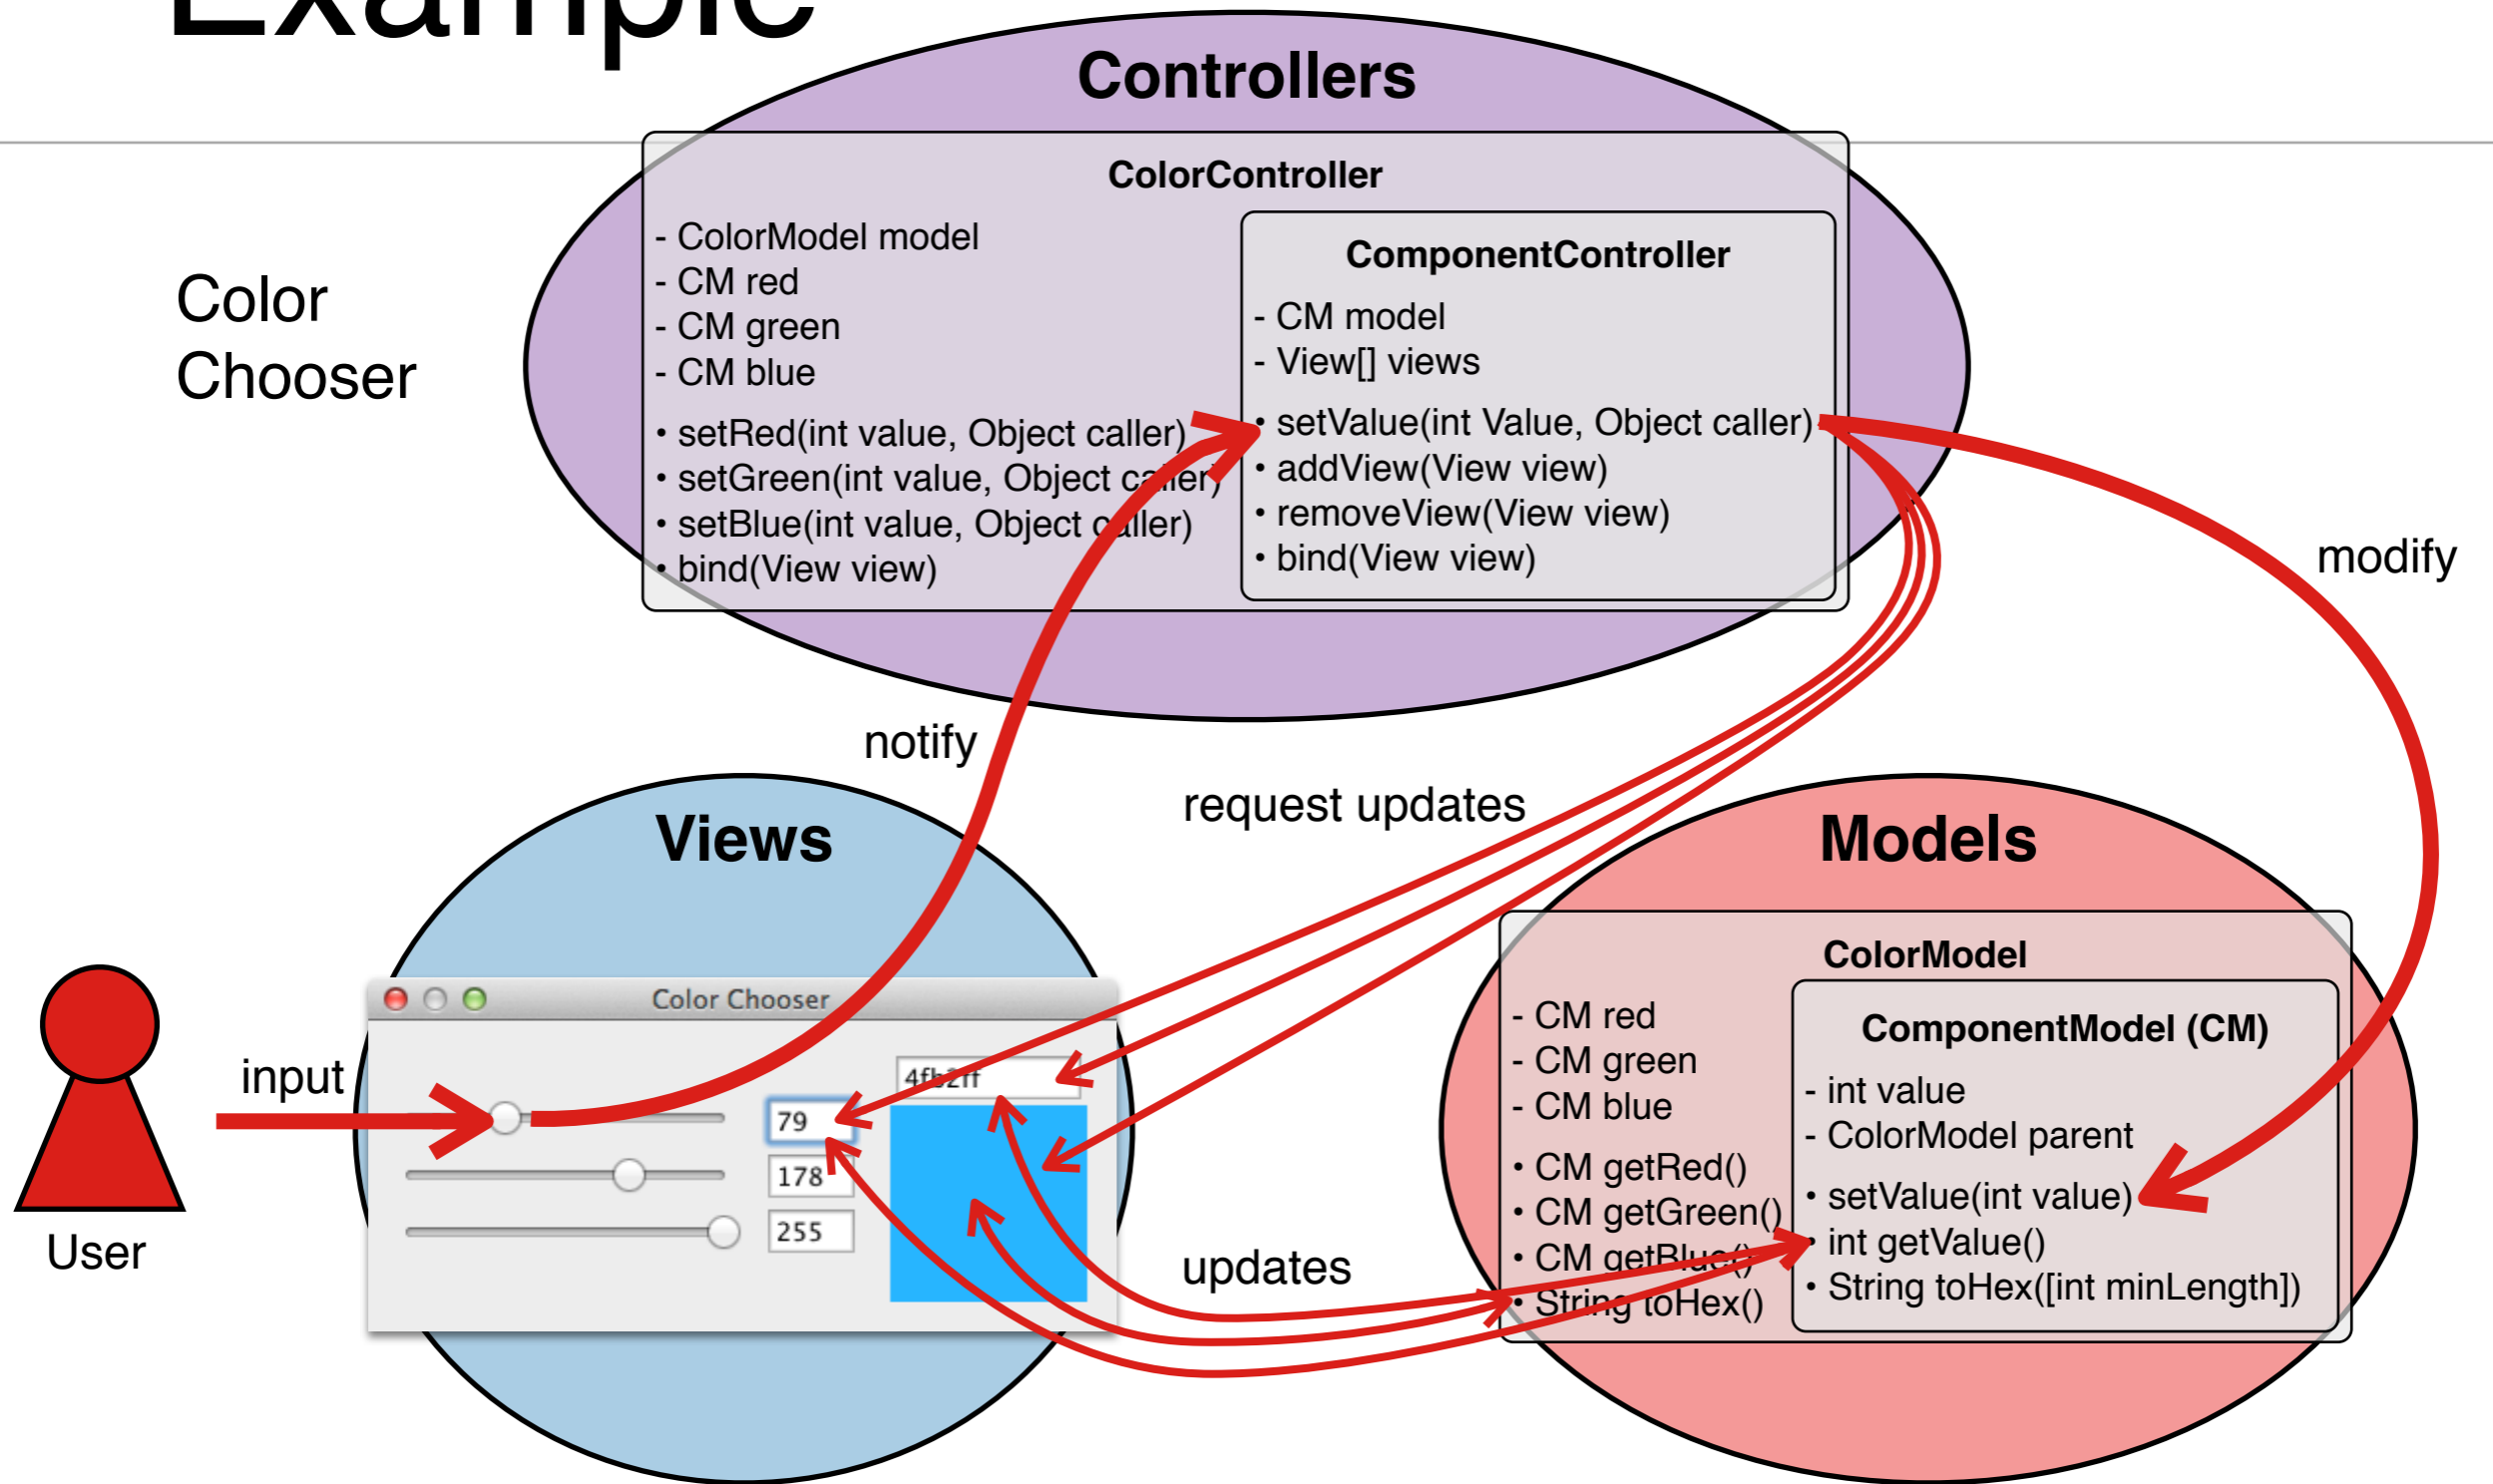 Example
Color
Chooser
Controllers
ColorController
- ColorModel model
- CM red
- CM green
- CM blue
• setRed(int value, Object caller)
• setGreen(int value, Object caller)
• setBlue(int value, Object caller)
• bind(View view)
ComponentController
- CM model
- View[] views
• setValue(int Value, Object caller)
• addView(View view)
• removeView(View view)
• bind(View view)
modify
notify
request updates
Views
Color Chooser
4fb2ff
79
178
255
input
User
updates
Models
ColorModel
- CM red
- CM green
- CM blue
• CM getRed()
• CM getGreen()
• CM getBlue()
• String toHex()
ComponentModel (CM)
- int value
- ColorModel parent
• setValue(int value)
• int getValue()
• String toHex([int minLength])